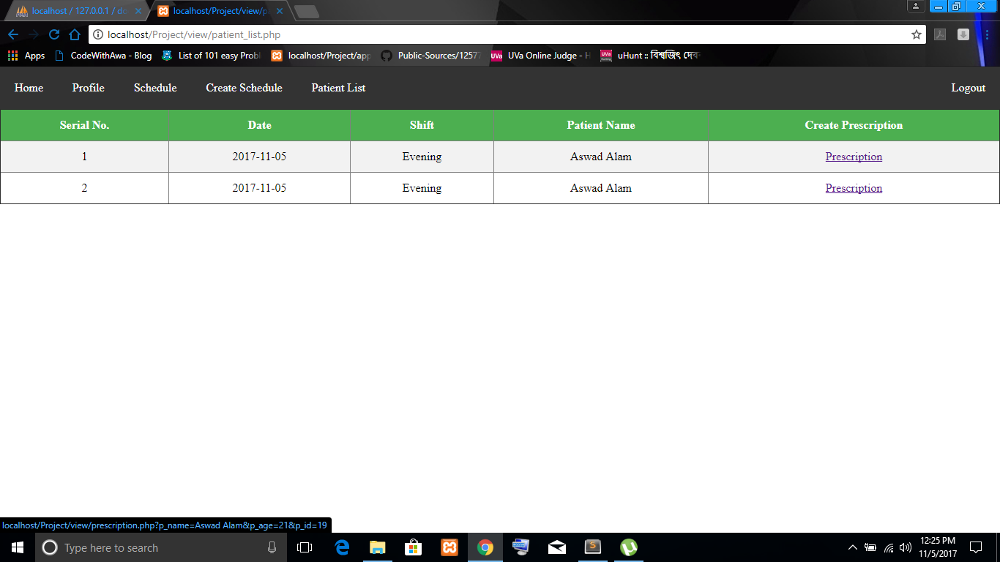 localhost / 127.0.0.1 / do
localhost/Project/view/pa
localhost/Project/view/patient_list.php
Apps CodeWithAwa - Blog List of 101 easy Probl localhost/Project/app Public-Sources/12577 UVa Online Judge - H uHunt :: বিশ্বজিৎ দেব
Home Profile Schedule Create Schedule Patient List Logout
Serial No. Date Shift Patient Name Create Prescription
1 2017-11-05 Evening Aswad Alam Prescription
2 2017-11-05 Evening Aswad Alam Prescription
localhost/Project/view/prescription.php?p_name=Aswad Alam&p_age=21&p_id=19
Type here to search
12:25 PM
11/5/2017